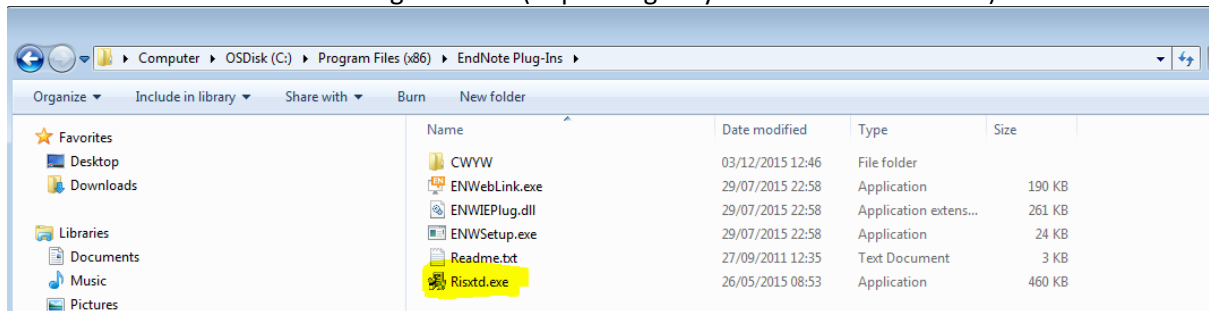 Computer ▸ OSDisk (C:) ▸ Program Files (x86) ▸ EndNote Plug-Ins ▸
Organize Include in library Share with Burn New folder
Favorites
Desktop
Downloads
Libraries
Documents
Music
Pictures
Name Date modified Type Size
CWYW 03/12/2015 12:46 File folder
ENWebLink.exe 29/07/2015 22:58 Application 190 KB
ENWIEPlug.dll 29/07/2015 22:58 Application extens... 261 KB
ENWSetup.exe 29/07/2015 22:58 Application 24 KB
Readme.txt 27/09/2011 12:35 Text Document 3 KB
Risxtd.exe 26/05/2015 08:53 Application 460 KB